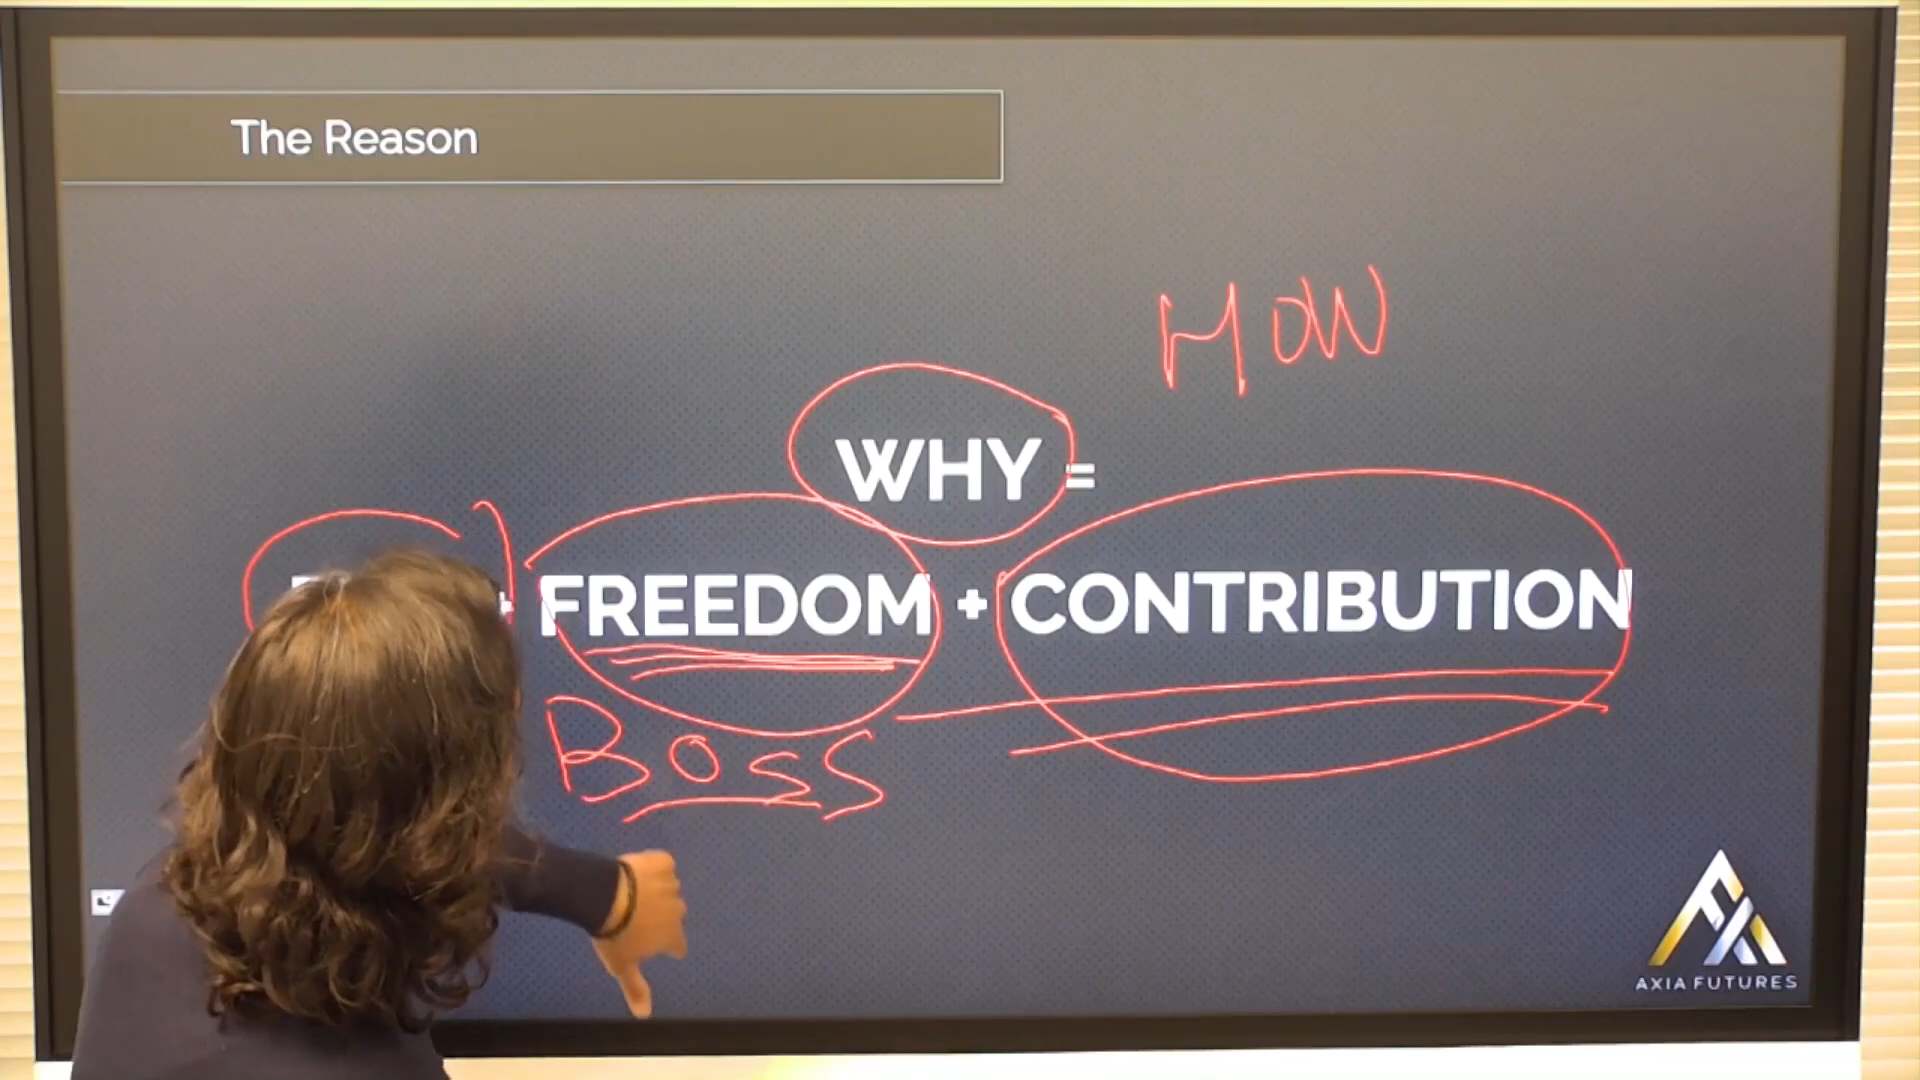 The Reason
HOW
WHY =
+ FREEDOM + CONTRIBUTION
BOSS
AXIA FUTURES